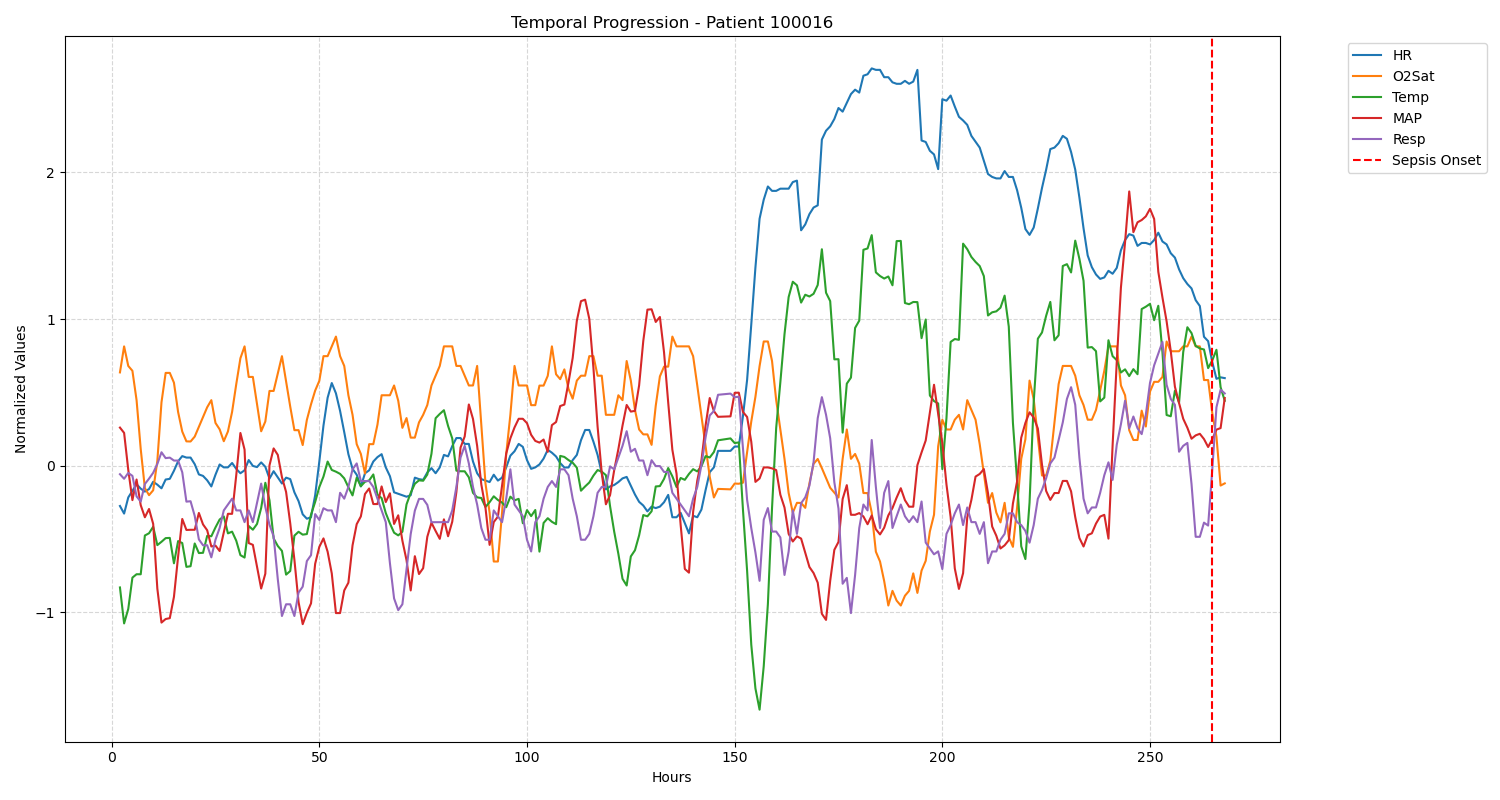 Temporal Progression - Patient 100016
HR
O2Sat
Temp
MAP
Resp
Sepsis Onset
Normalized Values
2
1
0
−1
0
50
100
150
200
250
Hours